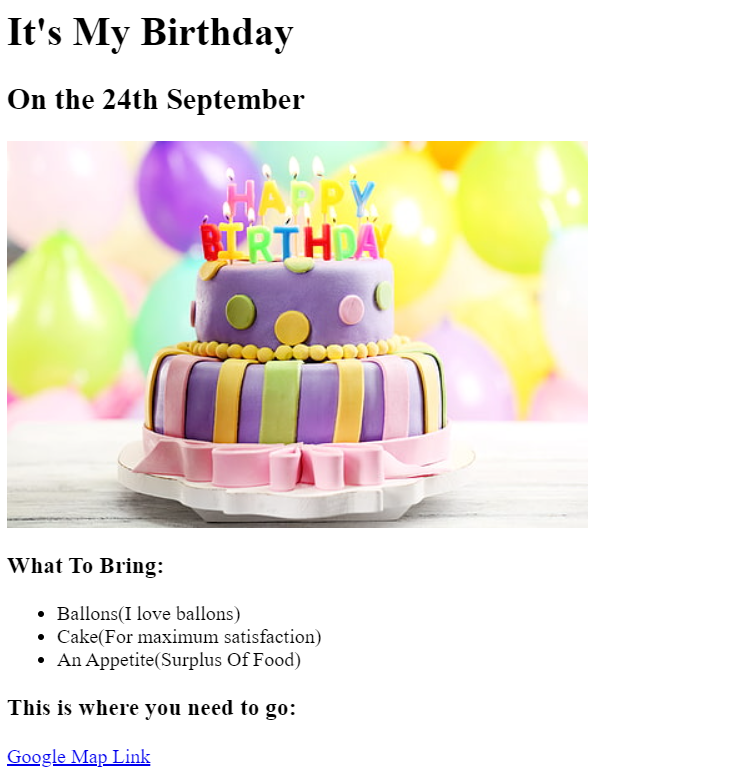 It's My Birthday
On the 24th September
HAPPY
BIRTHDAY
What To Bring:
Ballons(I love ballons)
Cake(For maximum satisfaction)
An Appetite(Surplus Of Food)
This is where you need to go:
Google Map Link